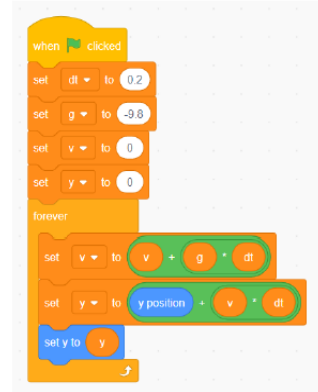 when clicked
set dt to 0.2
set g to -9.8
set v to 0
set y to 0
forever
set v to v + g * dt
set y to y position + v * dt
set y to y